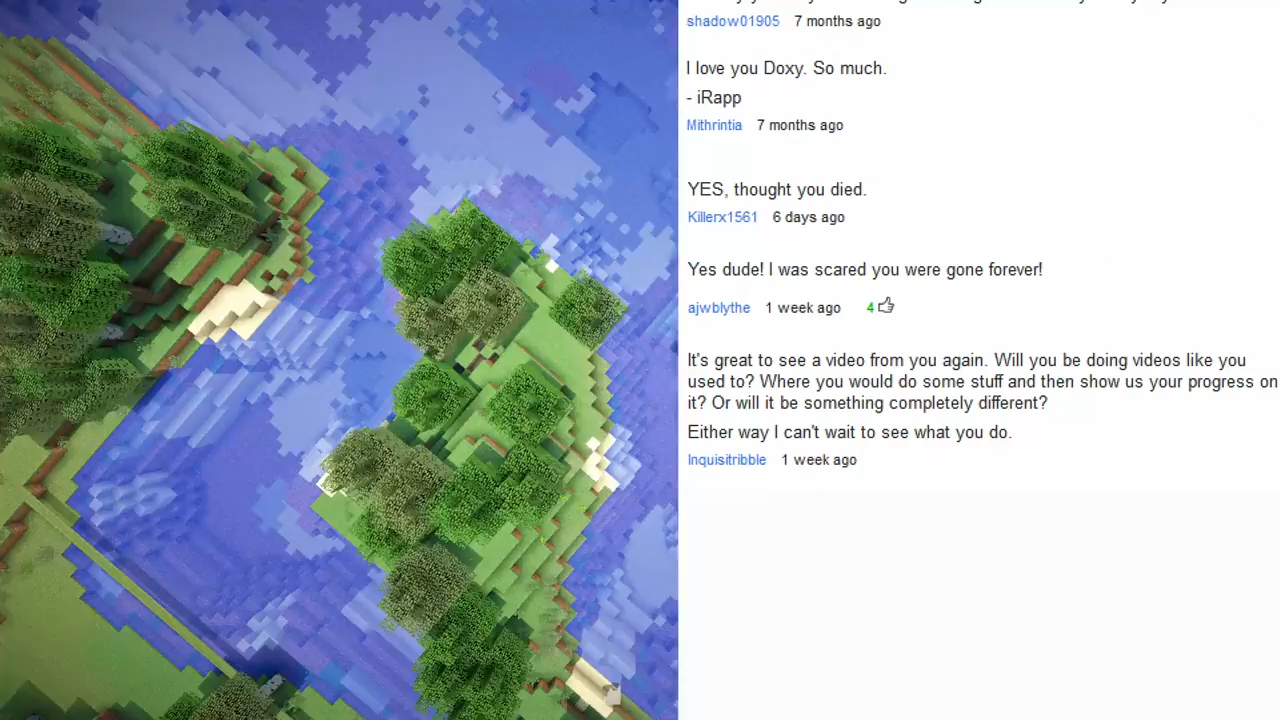 shadow01905 7 months ago
I love you Doxy. So much.
- iRapp
Mithrintia 7 months ago
YES, thought you died.
Killerx1561 6 days ago
Yes dude! I was scared you were gone forever!
ajwblythe 1 week ago 4
It's great to see a video from you again. Will you be doing videos like you
used to? Where you would do some stuff and then show us your progress on
it? Or will it be something completely different?
Either way I can't wait to see what you do.
Inquisitribble 1 week ago